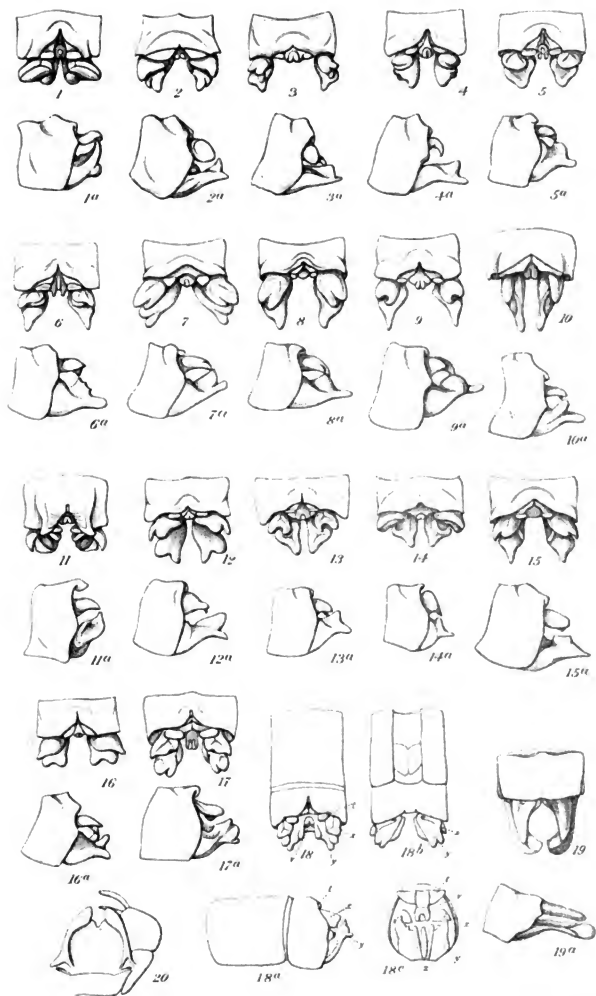 1 2 3 4 5
1a 2a 3a 4a 5a
6 7 8 9 10
6a 7a 8a 9a 10a
11 12 13 14 15
11a 12a 13a 14a 15a
16 17 t x v 18 y 18b x y 19
16a 17a
20 18a t x y 18c t v x y z 19a